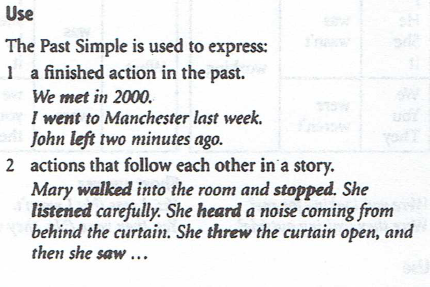 Use
The Past Simple is used to express:
1 a finished action in the past.
We met in 2000.
I went to Manchester last week.
John left two minutes ago.
2 actions that follow each other in a story.
Mary walked into the room and stopped. She
listened carefully. She heard a noise coming from
behind the curtain. She threw the curtain open, and
then she saw ...